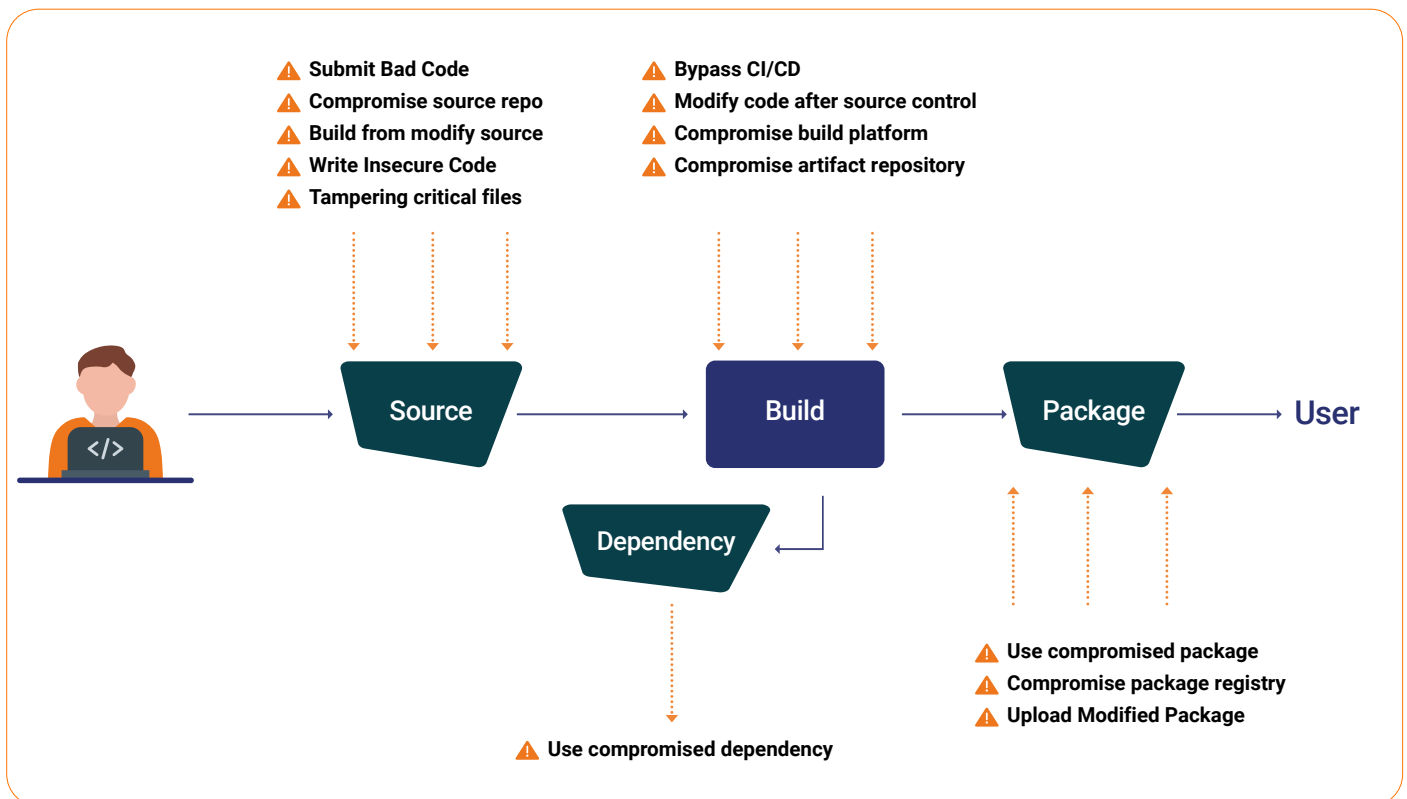 Submit Bad Code
Compromise source repo
Build from modify source
Write Insecure Code
Tampering critical files
Bypass CI/CD
Modify code after source control
Compromise build platform
Compromise artifact repository
</>
Source
Build
Package
User
Dependency
Use compromised package
Compromise package registry
Upload Modified Package
Use compromised dependency